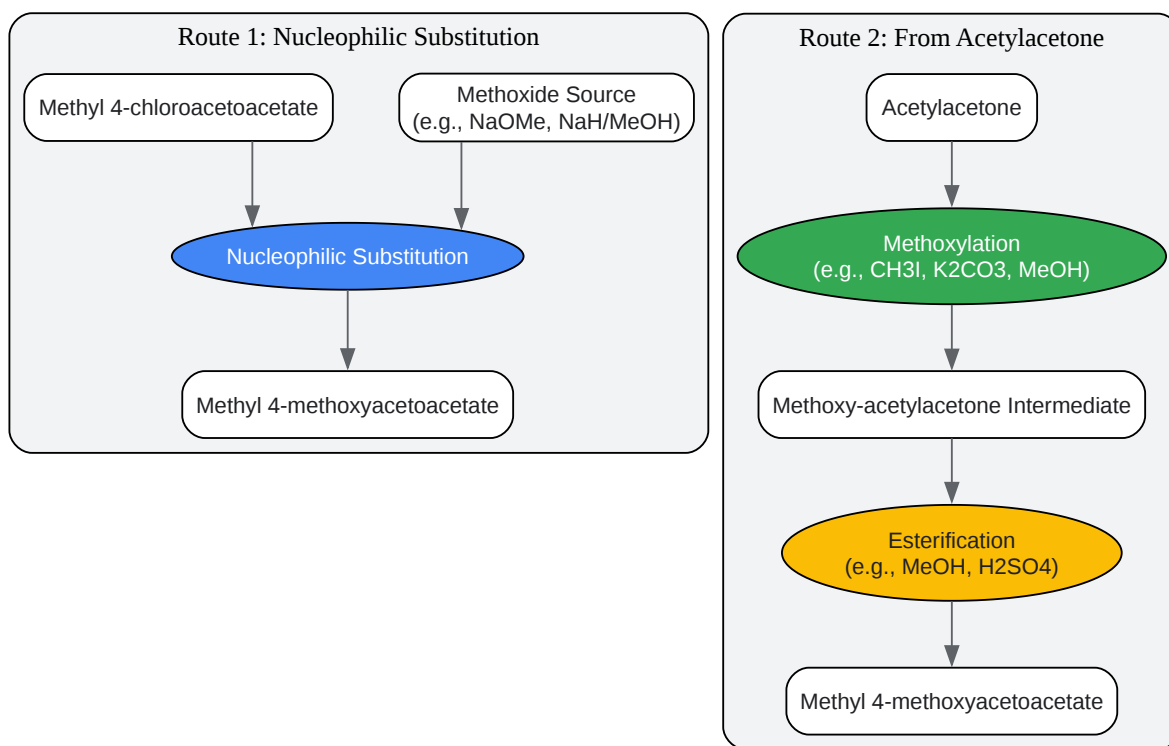 Route 1: Nucleophilic Substitution
Methyl 4-chloroacetoacetate
Methoxide Source
(e.g., NaOMe, NaH/MeOH)
Nucleophilic Substitution
Methyl 4-methoxyacetoacetate
Route 2: From Acetylacetone
Acetylacetone
Methoxylation
(e.g., CH3I, K2CO3, MeOH)
Methoxy-acetylacetone Intermediate
Esterification
(e.g., MeOH, H2SO4)
Methyl 4-methoxyacetoacetate